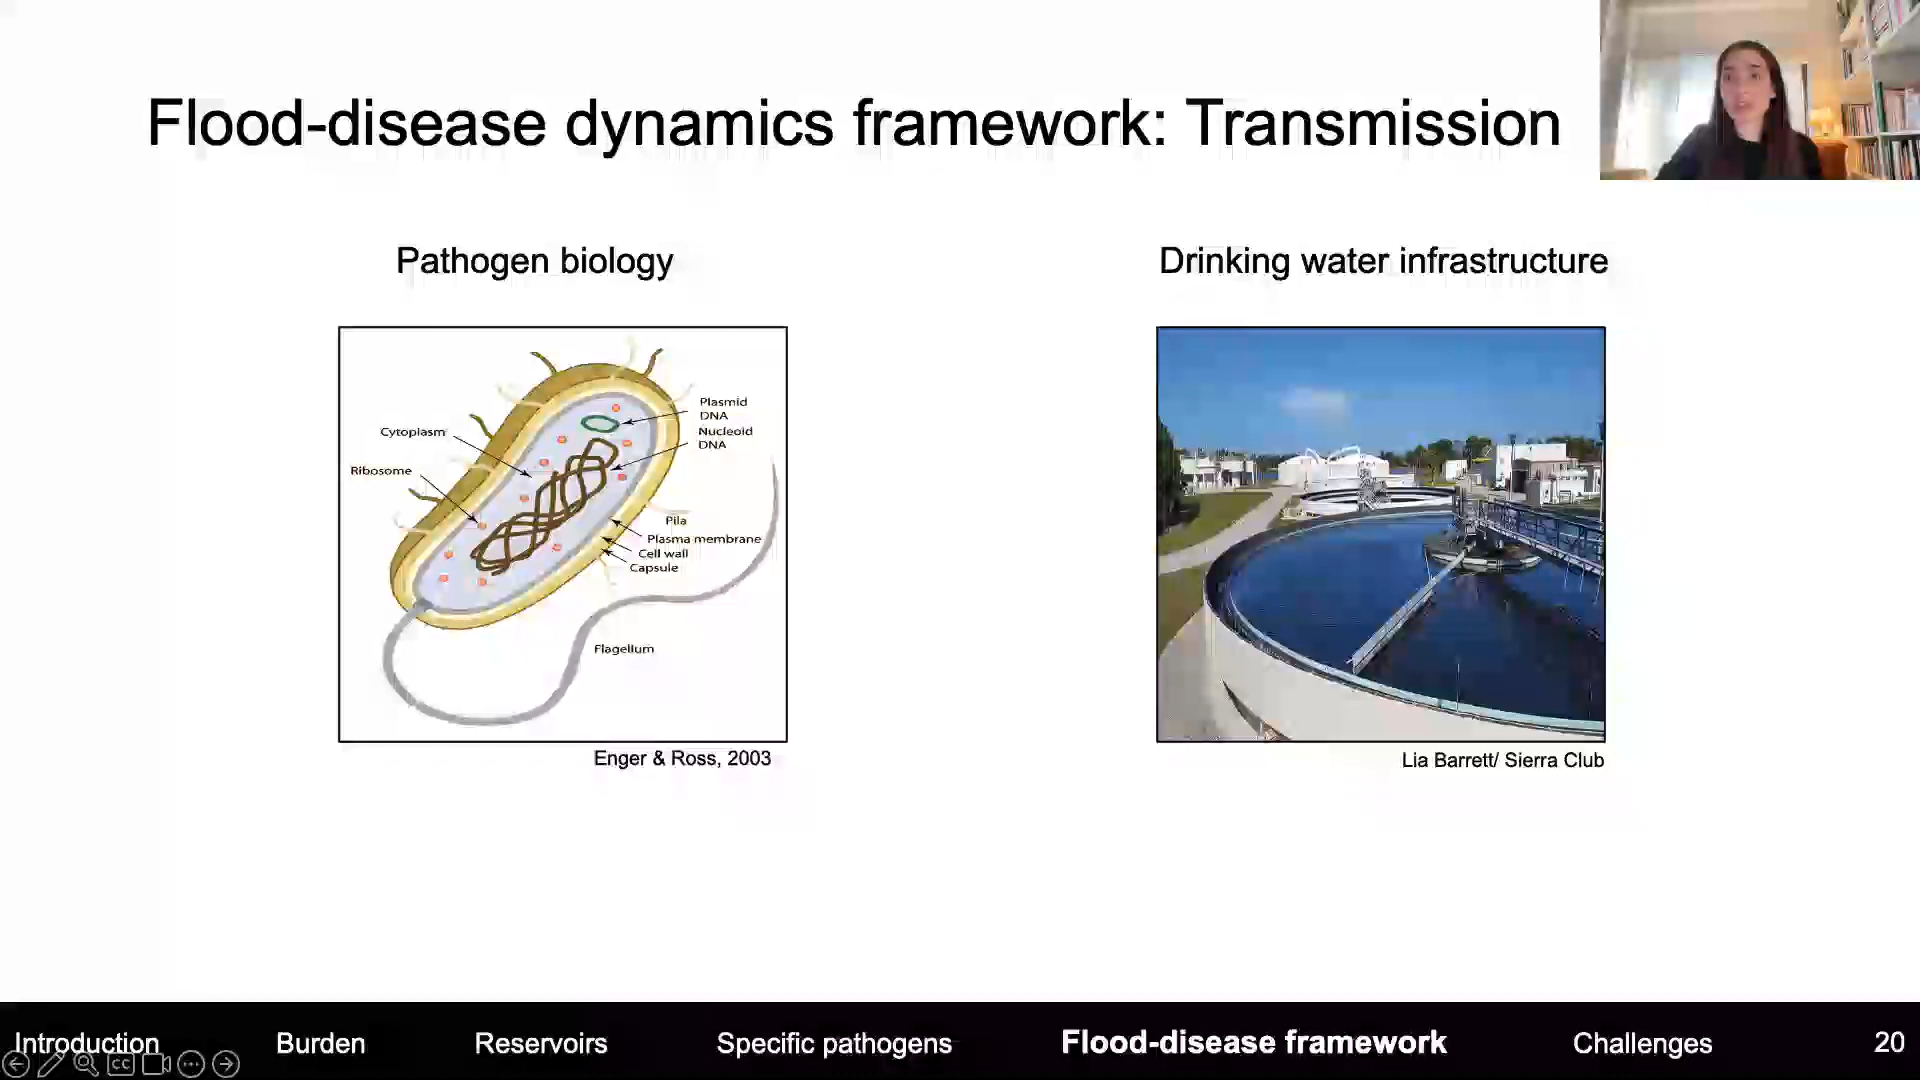 Flood-disease dynamics framework: Transmission
Pathogen biology
Drinking water infrastructure
Plasmid
DNA
Nucleoid
DNA
Cytoplasm
Ribosome
Pila
Plasma membrane
Cell wall
Capsule
Flagellum
Enger & Ross, 2003
Lia Barrett/ Sierra Club
Introduction Burden Reservoirs Specific pathogens Flood-disease framework Challenges 20
CC